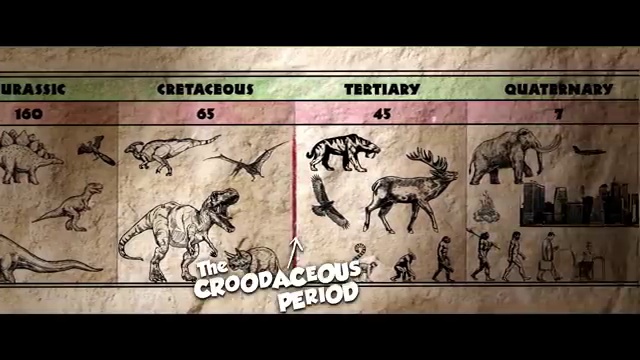 URASSIC CRETACEOUS TERTIARY QUATERNARY
160 65 45 7
The
CROODACEOUS
PERIOD